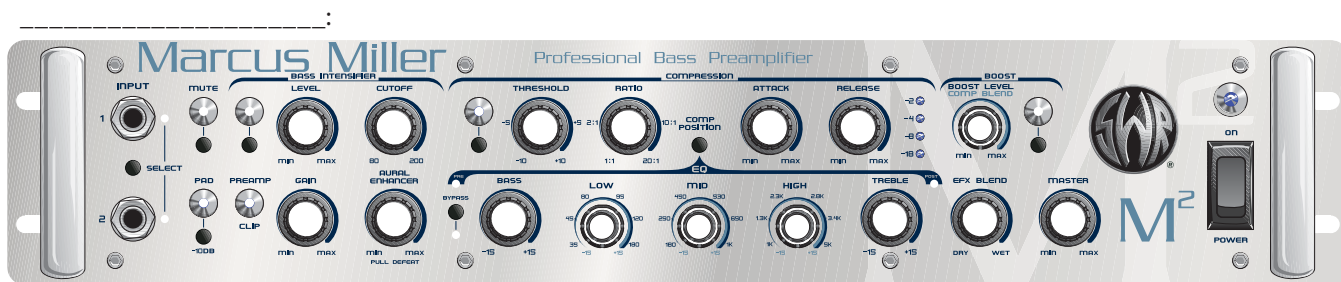 ____________________:
Marcus Miller
Professional Bass Preamplifier
BASS INTENSIFIER
COMPRESSION
BOOST
INPUT
MUTE
LEVEL
CUTOFF
THRESHOLD
RATIO
ATTACK
RELEASE
BOOST LEVEL
COMP BLEND
1
-5
+5
2:1
10:1
COMP
POSITION
-2
-4
-8
-18
SWR
®
ON
min
max
80
200
-10
+10
1:1
20:1
min
max
min
max
min
max
SELECT
EQ
PAD
PREAMP
GAIN
AURAL
ENHANCER
PRE
BASS
LOW
MID
HIGH
TREBLE
POST
EFX BLEND
MASTER
BYPASS
2
45
80
95
120
290
490
530
650
1.3K
2.3K
2.8K
3.4K
M²
-10DB
CLIP
min
max
min
max
PULL DEFEAT
-15
+15
35
180
-15
+15
180
1K
-15
+15
1K
5K
-15
+15
-15
+15
DRY
WET
min
max
POWER